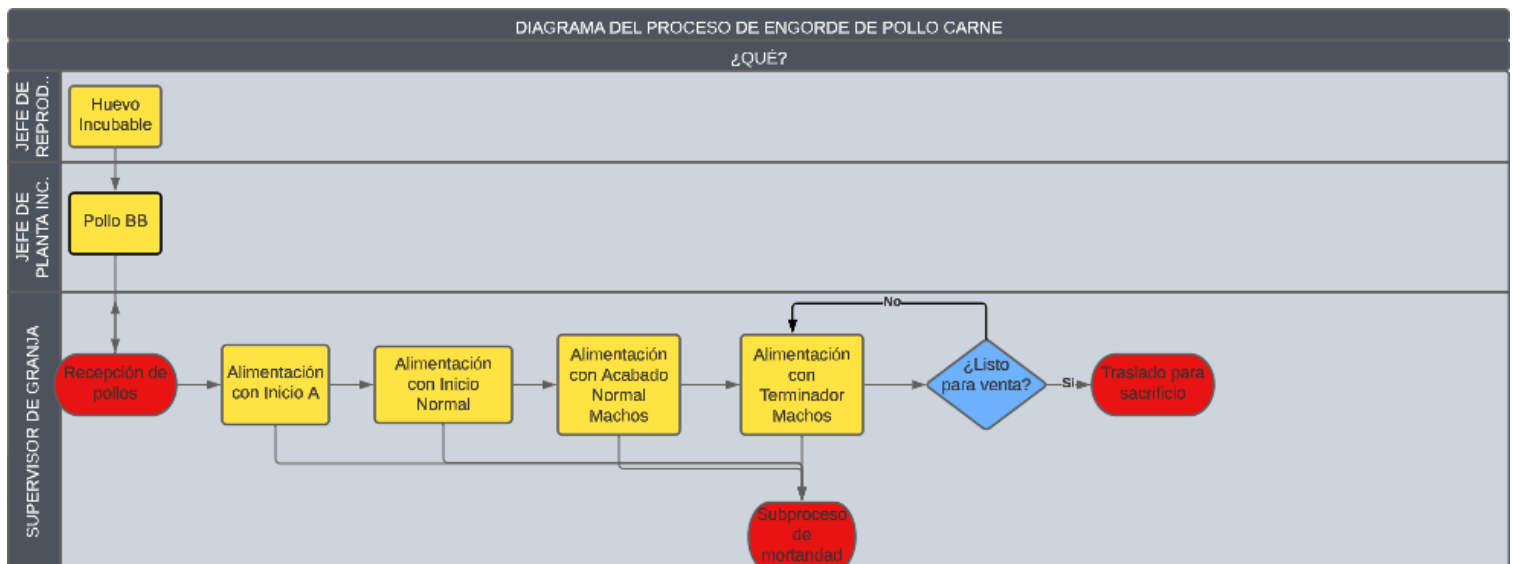 DIAGRAMA DEL PROCESO DE ENGORDE DE POLLO CARNE
¿QUÉ?
JEFE DE
REPROD..
Huevo
Incubable
JEFE DE
PLANTA INC.
Pollo BB
SUPERVISOR DE GRANJA
Recepción de
pollos
Alimentación
con Inicio A
Alimentación
con Inicio
Normal
Alimentación
con Acabado
Normal
Machos
Alimentación
con
Terminador
Machos
No
¿Listo
para venta?
Si
Traslado para
sacrificio
Subproceso
de
mortandad